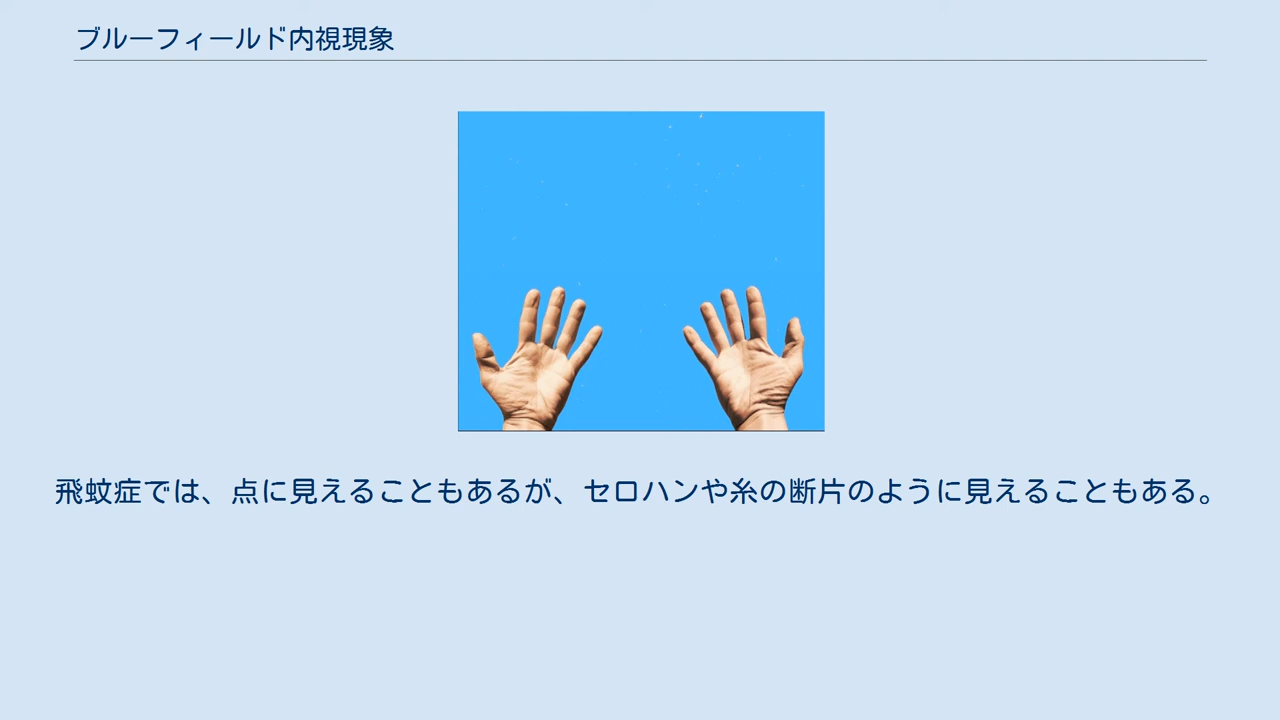 ブルーフィールド内視現象
飛蚊症では、点に見えることもあるが、セロハンや糸の断片のように見えることもある。